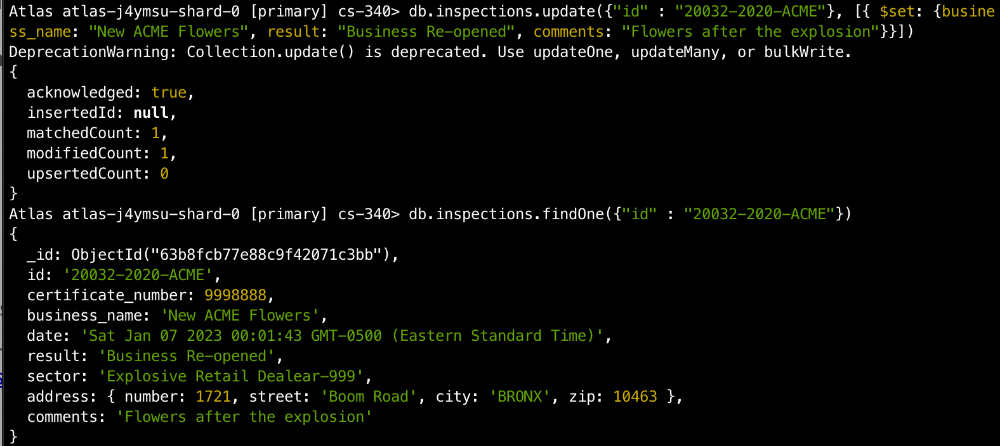 Atlas atlas-j4ymsu-shard-0 [primary] cs-340> db.inspections.update({"id" : "20032-2020-ACME"}, [{ $set: {busine
ss_name: "New ACME Flowers", result: "Business Re-opened", comments: "Flowers after the explosion"}}])
DeprecationWarning: Collection.update() is deprecated. Use updateOne, updateMany, or bulkWrite.
{
  acknowledged: true,
  insertedId: null,
  matchedCount: 1,
  modifiedCount: 1,
  upsertedCount: 0
}
Atlas atlas-j4ymsu-shard-0 [primary] cs-340> db.inspections.findOne({"id" : "20032-2020-ACME"})
{
  _id: ObjectId("63b8fcb77e88c9f42071c3bb"),
  id: '20032-2020-ACME',
  certificate_number: 9998888,
  business_name: 'New ACME Flowers',
  date: 'Sat Jan 07 2023 00:01:43 GMT-0500 (Eastern Standard Time)',
  result: 'Business Re-opened',
  sector: 'Explosive Retail Dealear-999',
  address: { number: 1721, street: 'Boom Road', city: 'BRONX', zip: 10463 },
  comments: 'Flowers after the explosion'
}